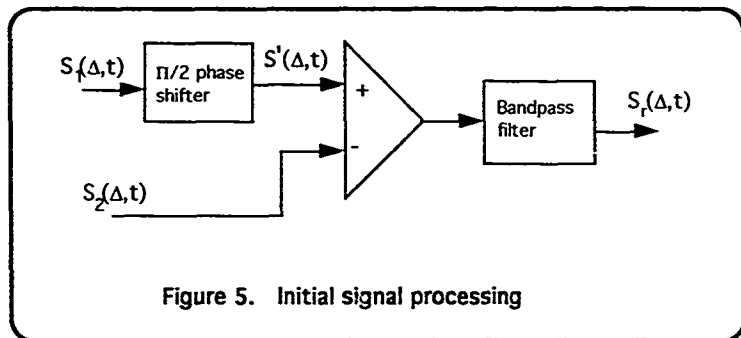 S₁(Δ,t)
Π/2 phase
shifter
S'(Δ,t)
+
-
Bandpass
filter
Sᵣ(Δ,t)
S₂(Δ,t)
Figure 5. Initial signal processing